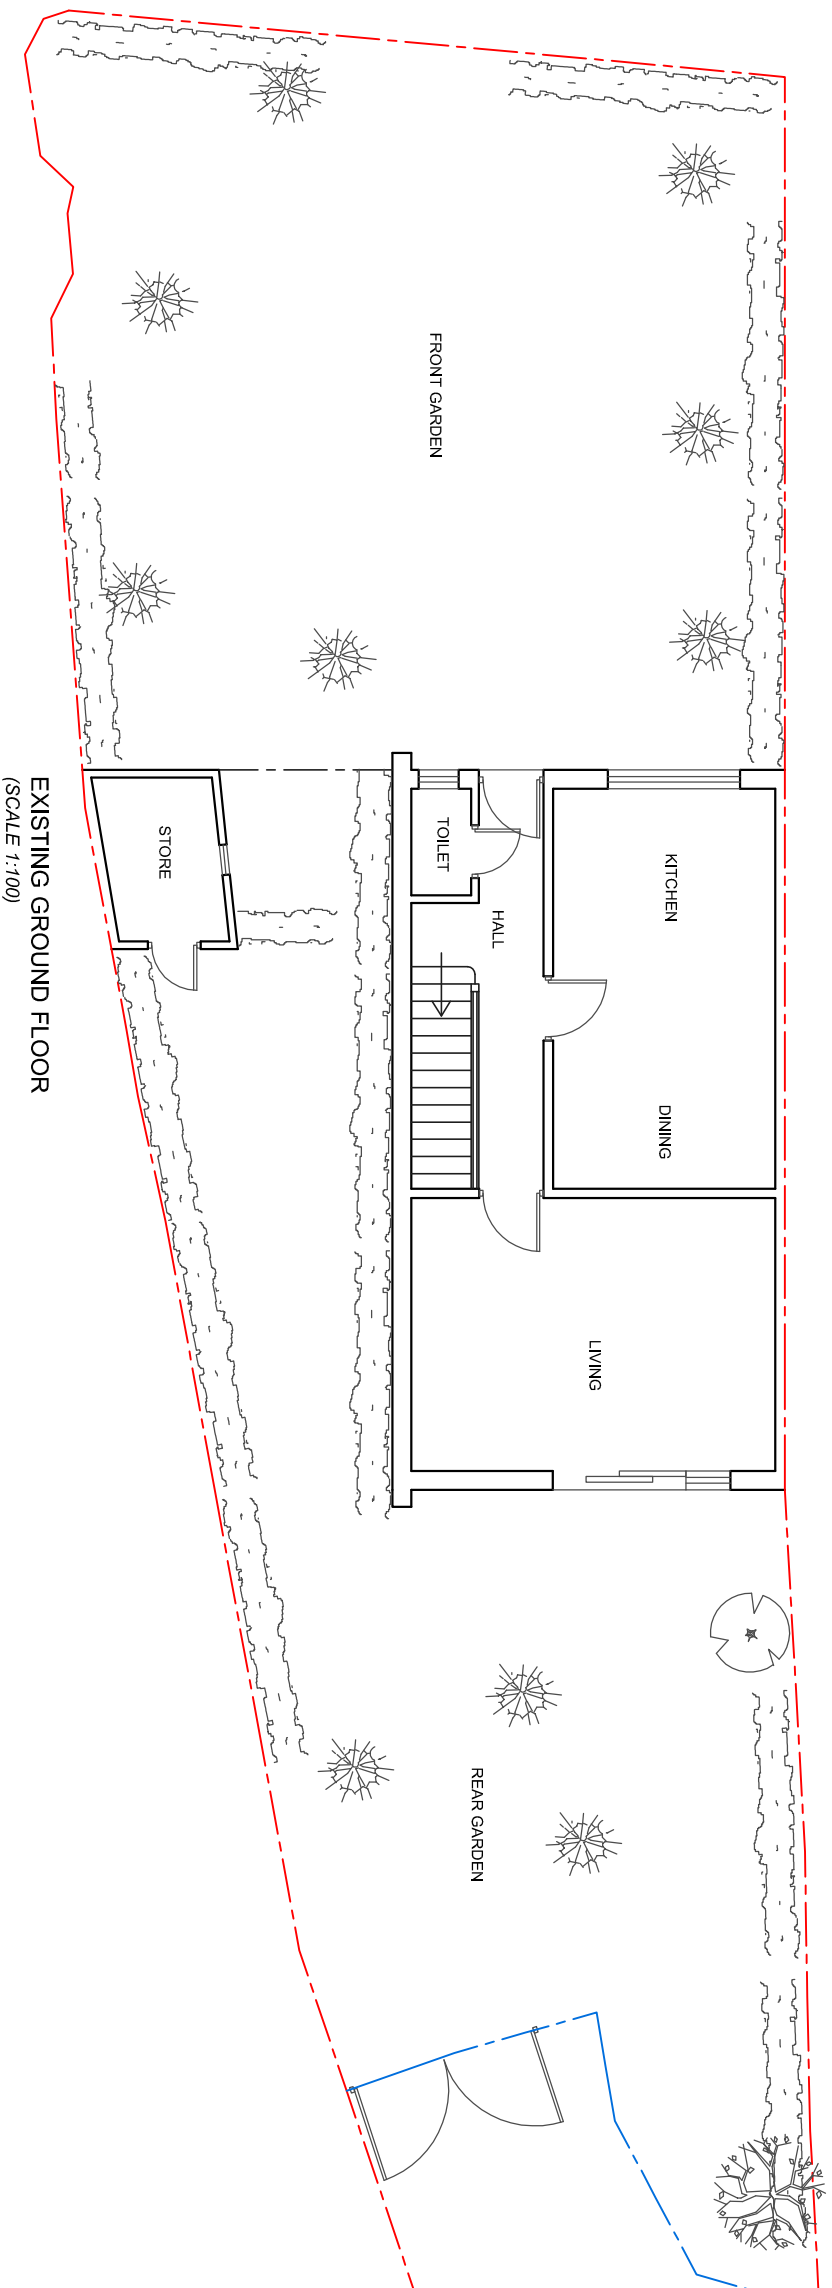 FRONT GARDEN
STORE
TOILET
KITCHEN
HALL
DINING
LIVING
REAR GARDEN
EXISTING GROUND FLOOR
(SCALE 1:100)